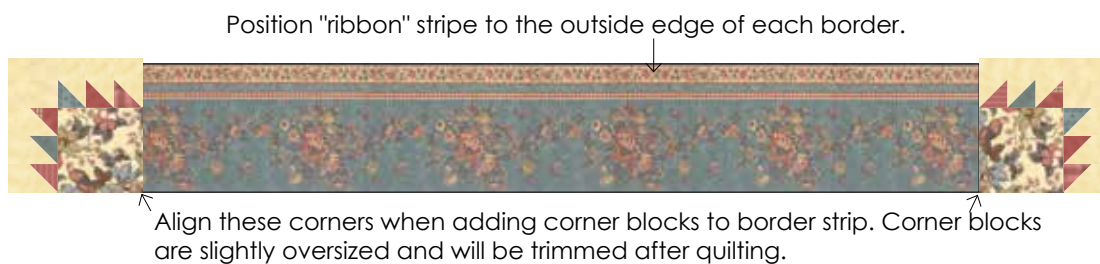 Position "ribbon" stripe to the outside edge of each border.
Align these corners when adding corner blocks to border strip. Corner blocks
are slightly oversized and will be trimmed after quilting.